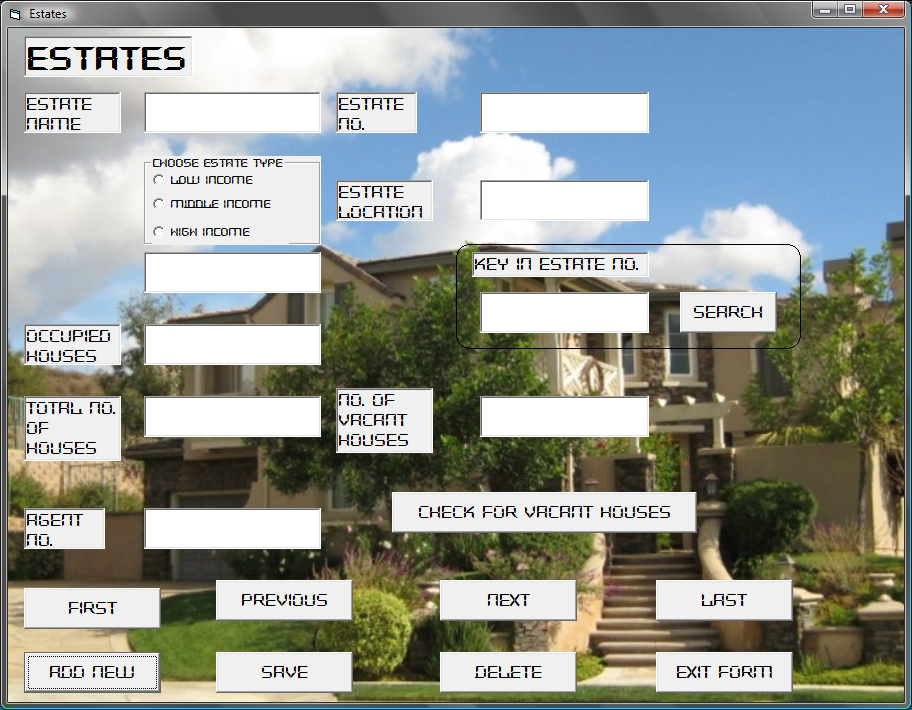 Estates
ESTATES
ESTATE
NAME
ESTATE
NO.
CHOOSE ESTATE TYPE
LOW INCOME
MIDDLE INCOME
HIGH INCOME
ESTATE
LOCATION
KEY IN ESTATE NO.
SEARCH
OCCUPIED
HOUSES
TOTAL NO.
OF
HOUSES
NO. OF
VACANT
HOUSES
AGENT
NO.
CHECK FOR VACANT HOUSES
FIRST
PREVIOUS
NEXT
LAST
ADD NEW
SAVE
DELETE
EXIT FORM